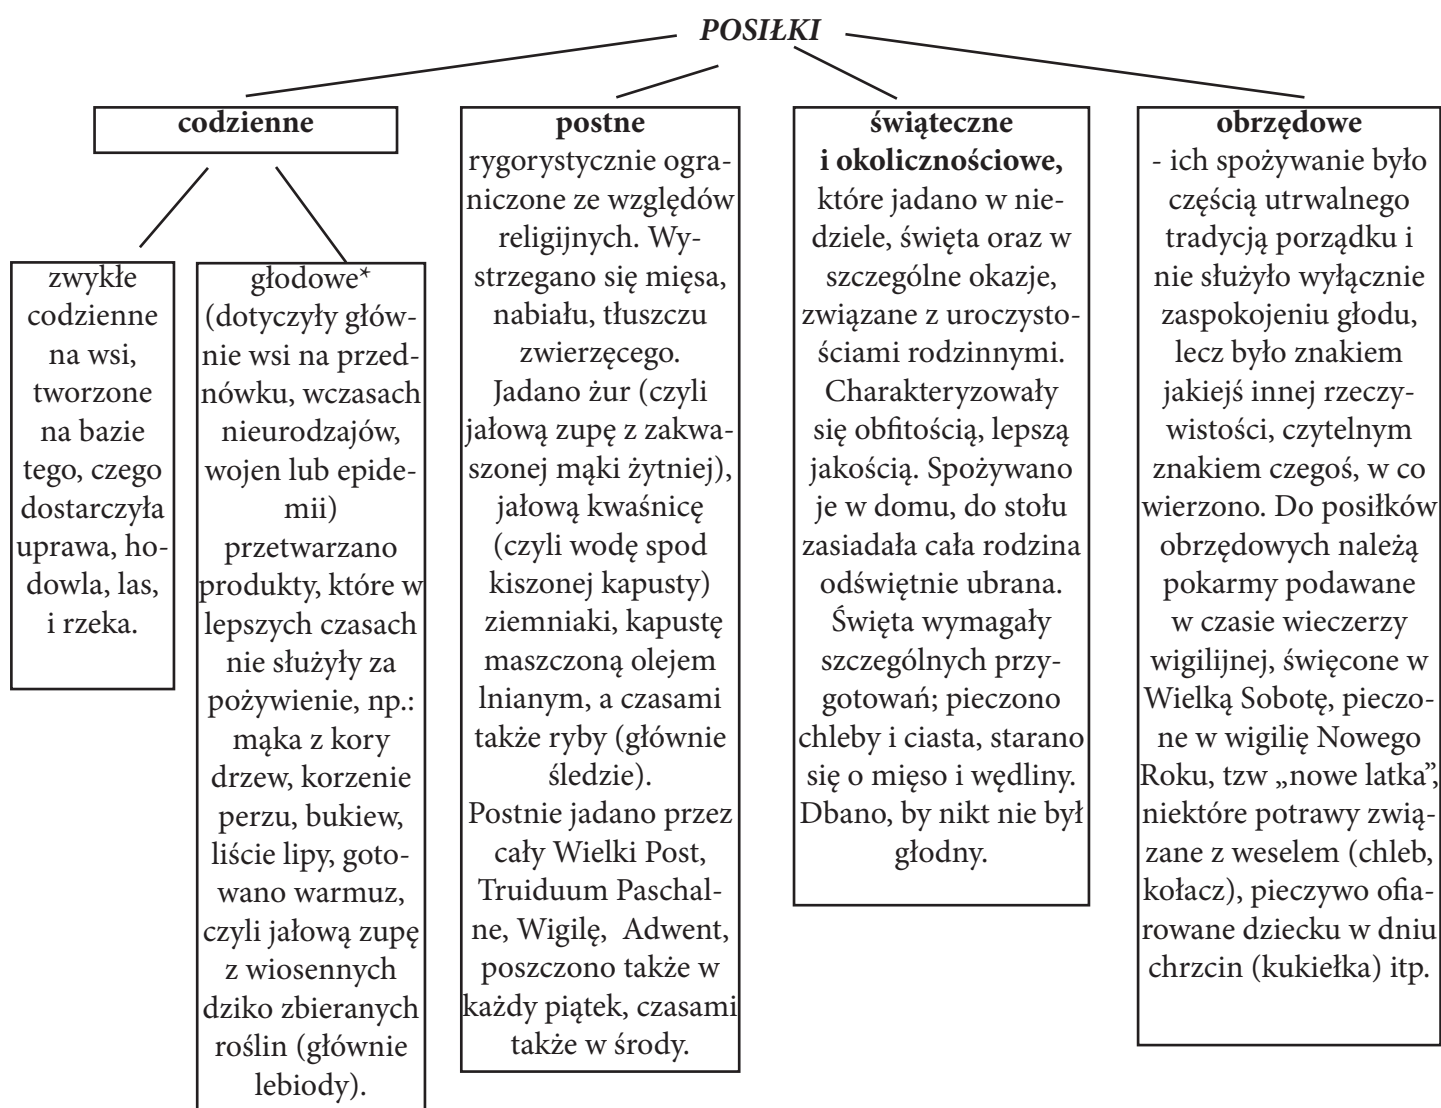 POSIŁKI
codzienne
zwykłe
codzienne
na wsi,
tworzone
na bazie
tego, czego
dostarczyła
uprawa, ho-
dowla, las,
i rzeka.
głodowe*
(dotyczyły głów-
nie wsi na przed-
nówku, wczasach
nieurodzajów,
wojen lub epide-
mii)
przetwarzano
produkty, które w
lepszych czasach
nie służyły za
pożywienie, np.:
mąka z kory
drzew, korzenie
perzu, bukiew,
liście lipy, goto-
wano warmuz,
czyli jałową zupę
z wiosennych
dziko zbieranych
roślin (głównie
lebiody).
postne
rygorystycznie ogra-
niczone ze względów
religijnych. Wy-
strzegano się mięsa,
nabiału, tłuszczu
zwierzęcego.
Jadano żur (czyli
jałową zupę z zakwa-
szonej mąki żytniej),
jałową kwaśnicę
(czyli wodę spod
kiszonej kapusty)
ziemniaki, kapustę
maszczoną olejem
lnianym, a czasami
także ryby (głównie
śledzie).
Postnie jadano przez
cały Wielki Post,
Truiduum Paschal-
ne, Wigilę, Adwent,
poszczono także w
każdy piątek, czasami
także w środy.
świąteczne
i okolicznościowe,
które jadano w nie-
dziele, święta oraz w
szczególne okazje,
związane z uroczysto-
ściami rodzinnymi.
Charakteryzowały
się obfitością, lepszą
jakością. Spożywano
je w domu, do stołu
zasiadała cała rodzina
odświętnie ubrana.
Święta wymagały
szczególnych przy-
gotowań; pieczono
chleby i ciasta, starano
się o mięso i wędliny.
Dbano, by nikt nie był
głodny.
obrzędowe
- ich spożywanie było
częścią utrwalnego
tradycją porządku i
nie służyło wyłącznie
zaspokojeniu głodu,
lecz było znakiem
jakiejś innej rzeczy-
wistości, czytelnym
znakiem czegoś, w co
wierzono. Do posiłków
obrzędowych należą
pokarmy podawane
w czasie wieczerzy
wigilijnej, święcone w
Wielką Sobotę, pieczo-
ne w wigilię Nowego
Roku, tzw „nowe latka”,
niektóre potrawy zwią-
zane z weselem (chleb,
kołacz), pieczywo ofia-
rowane dziecku w dniu
chrzcin (kukiełka) itp.